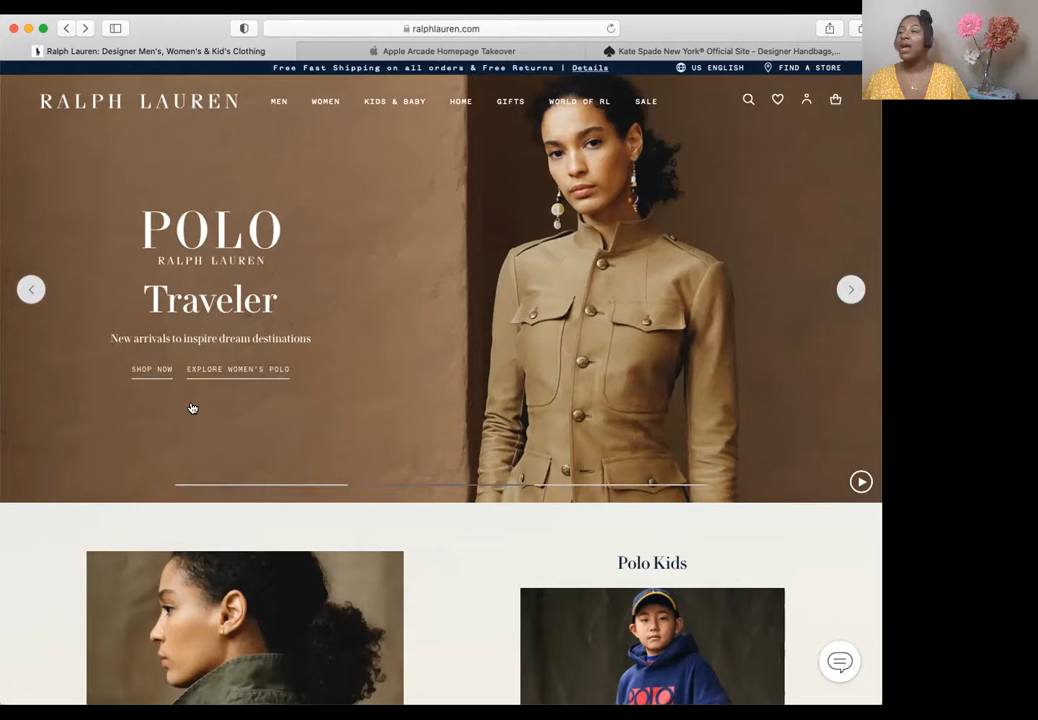 ralphlauren.com
Ralph Lauren: Designer Men's, Women's & Kid's Clothing
Apple Arcade Homepage Takeover
Kate Spade New York® Official Site - Designer Handbags,...
Free Fast Shipping on all orders & Free Returns | Details
US ENGLISH
FIND A STORE
RALPH LAUREN
MEN WOMEN KIDS & BABY HOME GIFTS WORLD OF RL SALE
POLO
RALPH LAUREN
Traveler
New arrivals to inspire dream destinations
SHOP NOW EXPLORE WOMEN'S POLO
Polo Kids
POLO